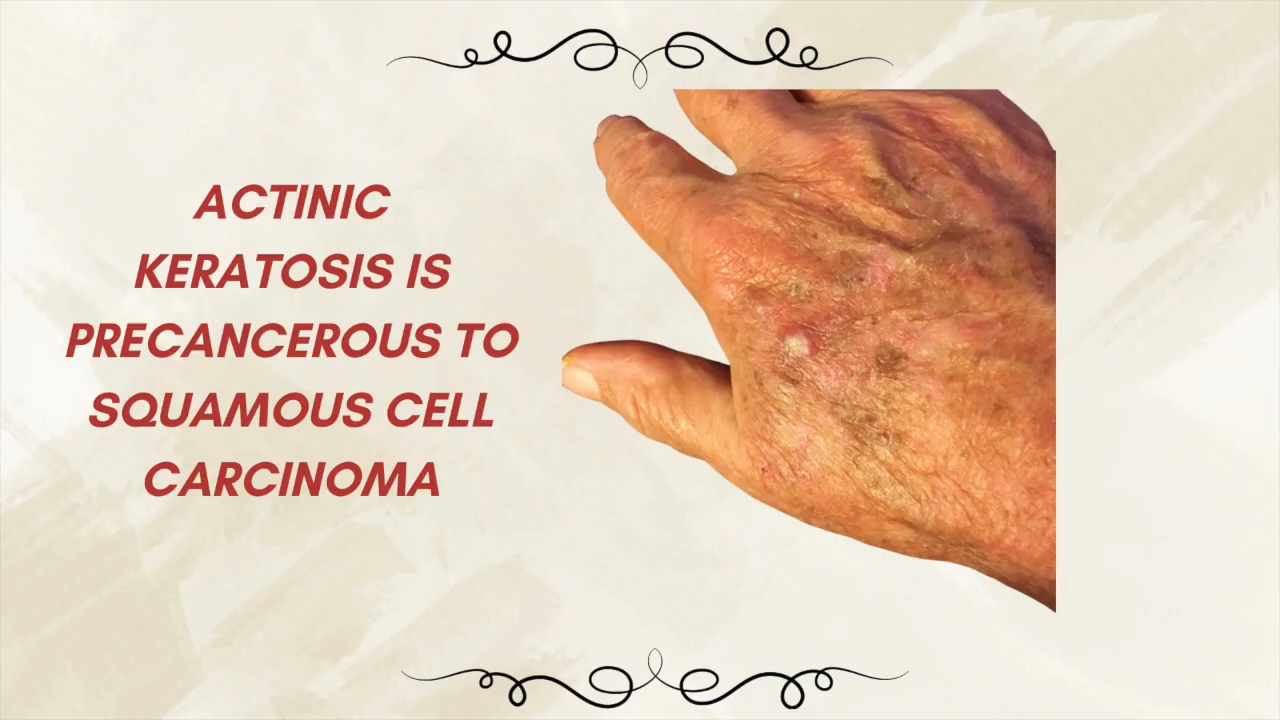 ACTINIC
KERATOSIS IS
PRECANCEROUS TO
SQUAMOUS CELL
CARCINOMA